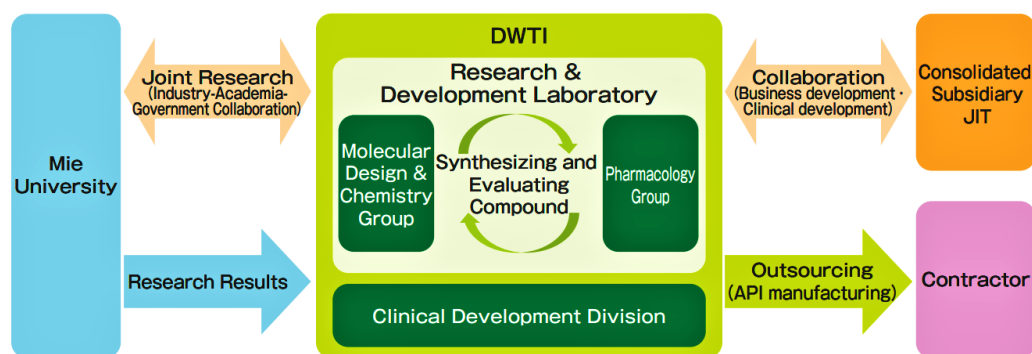 Mie
University
Joint Research
(Industry-Academia-
Government Collaboration)
Research Results
DWTI
Research &
Development Laboratory
Molecular
Design &
Chemistry
Group
Synthesizing and
Evaluating
Compound
Pharmacology
Group
Clinical Development Division
Collaboration
(Business development・
Clinical development)
Outsourcing
(API manufacturing)
Consolidated
Subsidiary
JIT
Contractor